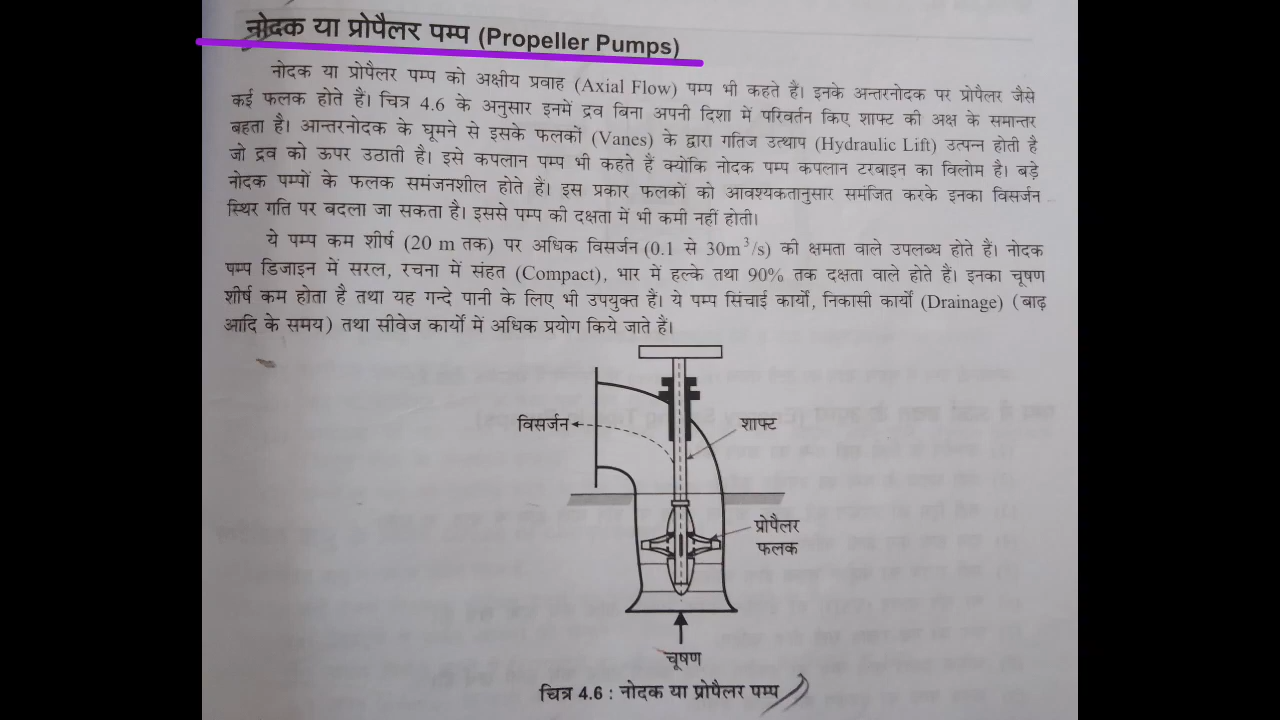 नोदक या प्रोपैलर पम्प (Propeller Pumps)
नोदक या प्रोपैलर पम्प को अक्षीय प्रवाह (Axial Flow) पम्प भी कहते हैं। इनके अन्तरनोदक पर प्रोपैलर जैसे
कई फलक होते हैं। चित्र 4.6 के अनुसार इनमें द्रव बिना अपनी दिशा में परिवर्तन किए शाफ्ट की अक्ष के समान्तर
बहता है। आन्तरनोदक के घूमने से इसके फलकों (Vanes) के द्वारा गतिज उत्थाप (Hydraulic Lift) उत्पन्न होती है
जो द्रव को ऊपर उठाती है। इसे कपलान पम्प भी कहते हैं क्योंकि नोदक पम्प कपलान टरबाइन का विलोम है। बड़े
नोदक पम्पों के फलक समंजनशील होते हैं। इस प्रकार फलकों को आवश्यकतानुसार समंजित करके इनका विसर्जन
स्थिर गति पर बदला जा सकता है। इससे पम्प की दक्षता में भी कमी नहीं होती।
ये पम्प कम शीर्ष (20 m तक) पर अधिक विसर्जन (0.1 से 30m³/s) की क्षमता वाले उपलब्ध होते हैं। नोदक
पम्प डिजाइन में सरल, रचना में संहत (Compact), भार में हल्के तथा 90% तक दक्षता वाले होते हैं। इनका चूषण
शीर्ष कम होता है तथा यह गन्दे पानी के लिए भी उपयुक्त हैं। ये पम्प सिंचाई कार्यो, निकासी कार्यों (Drainage) (बाढ़
आदि के समय) तथा सीवेज कार्यों में अधिक प्रयोग किये जाते हैं।
विसर्जन
शाफ्ट
प्रोपैलर
फलक
चूषण
चित्र 4.6 : नोदक या प्रोपैलर पम्प